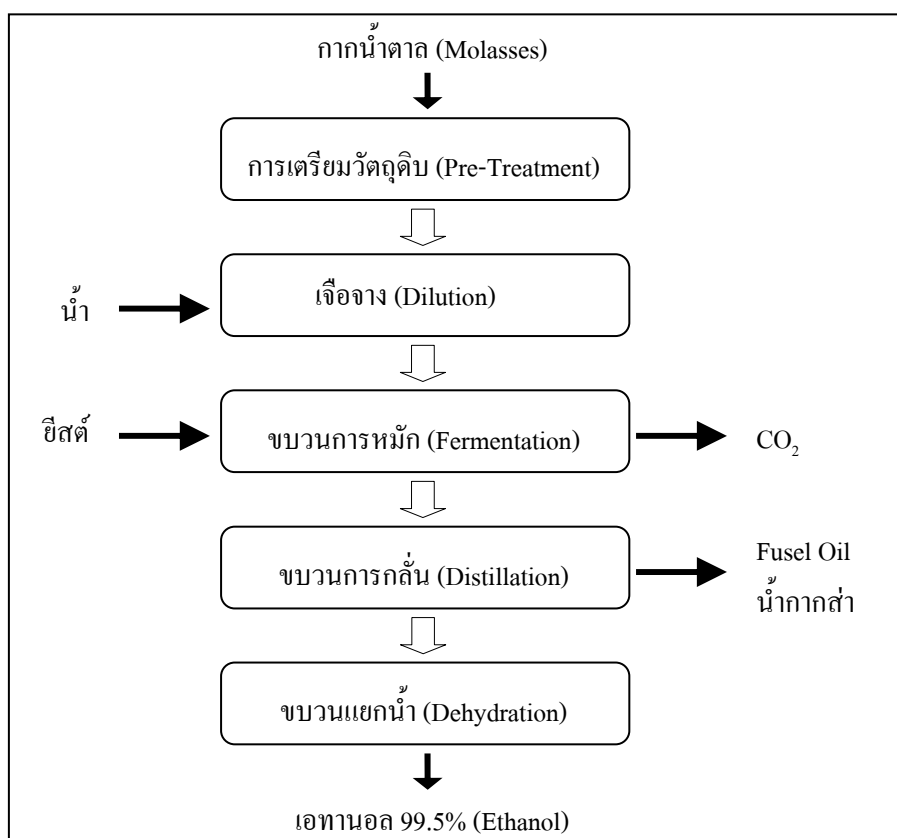 กากน้ำตาล (Molasses)
การเตรียมวัตถุดิบ (Pre-Treatment)
เจือจาง (Dilution)
น้ำ
ยีสต์
ขบวนการหมัก (Fermentation)
CO₂
ขบวนการกลั่น (Distillation)
Fusel Oil
น้ำกากส่า
ขบวนแยกน้ำ (Dehydration)
เอทานอล 99.5% (Ethanol)